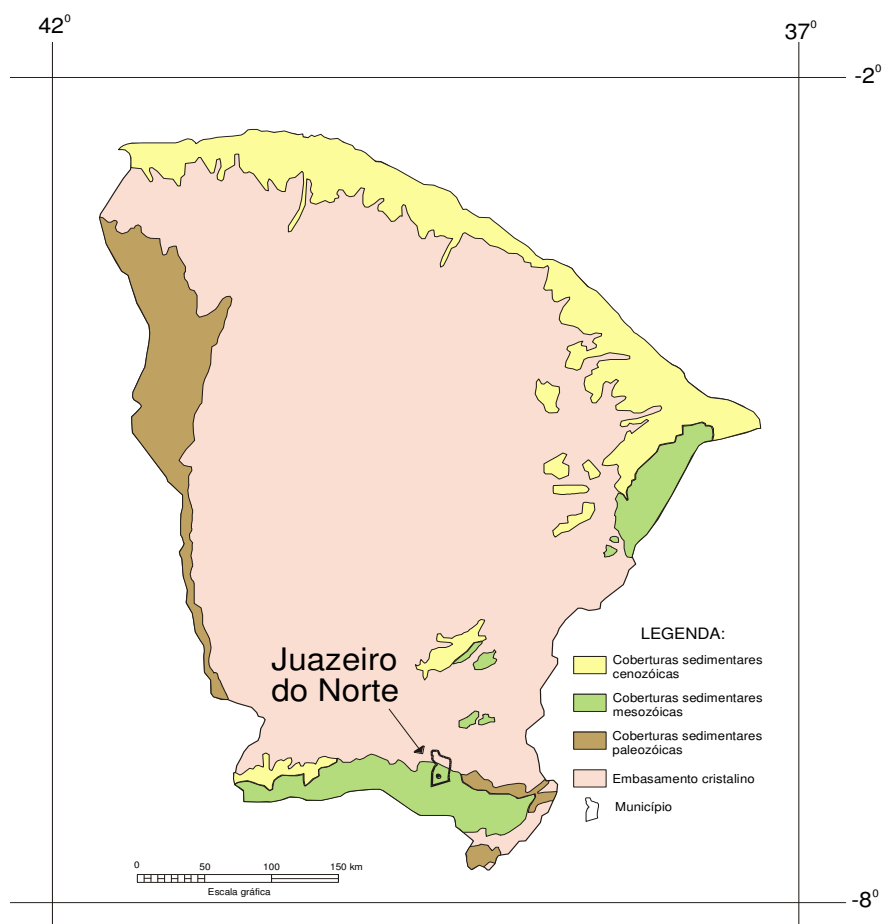 42⁰
37⁰
-2⁰
Juazeiro
do Norte
LEGENDA:
Coberturas sedimentares
cenozóicas
Coberturas sedimentares
mesozóicas
Coberturas sedimentares
paleozóicas
Embasamento cristalino
Município
0 50 100 150 km
Escala gráfica
-8⁰